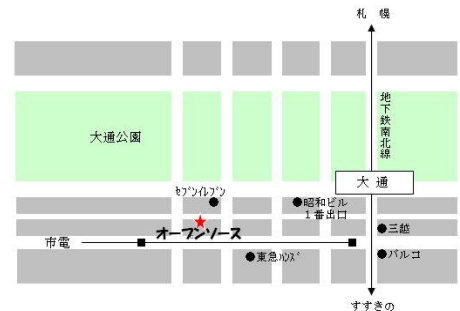 札　幌
地下鉄南北線
大通公園
大 通
ｾﾌﾞﾝｲﾚﾌﾞﾝ
昭和ビル
１番出口
オープンソース
三越
市電
東急ﾊﾝｽﾞ
パルコ
すすきの